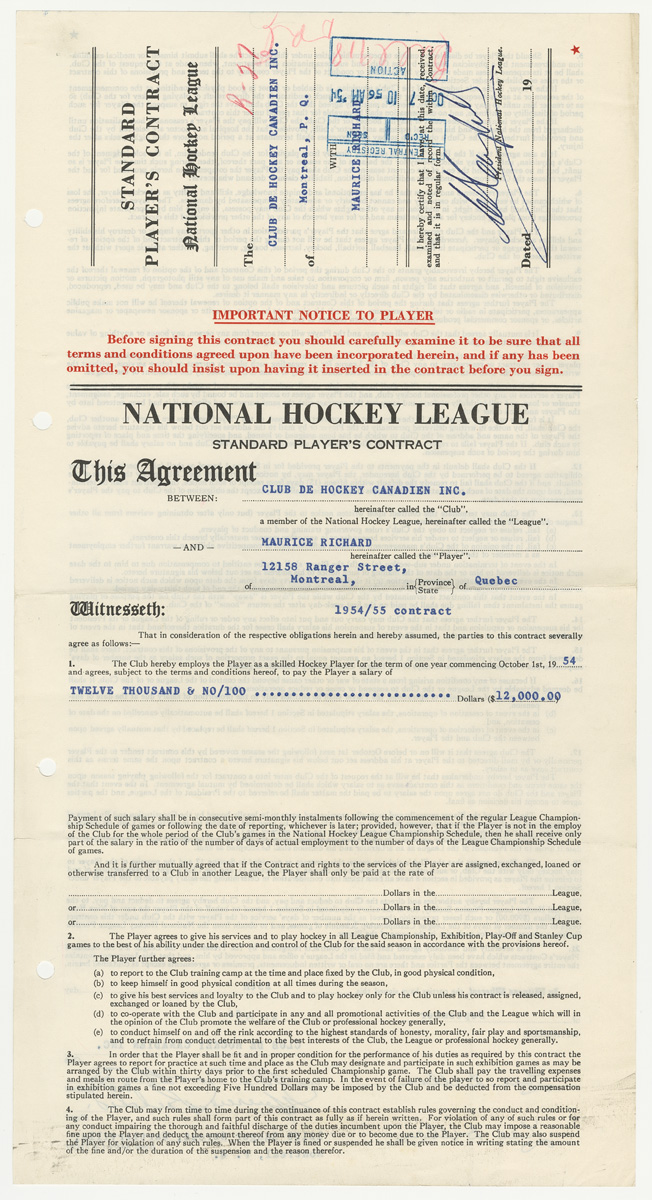 STANDARD
PLAYER'S CONTRACT
National Hockey League
R-27
The
CLUB DE HOCKEY CANADIEN INC.
of
Montreal, P. Q.
WITH
MAURICE RICHARD
ACTION
OCT 7 10 56 AM '54
REC'D SEEN
CENTRAL REGISTRY
I hereby certify that I have, at this date, received,
examined and noted of record the within Contract,
and that it is in regular form.
President National Hockey League.
Dated 19
IMPORTANT NOTICE TO PLAYER
Before signing this contract you should carefully examine it to be sure that all
terms and conditions agreed upon have been incorporated herein, and if any has been
omitted, you should insist upon having it inserted in the contract before you sign.
NATIONAL HOCKEY LEAGUE
STANDARD PLAYER'S CONTRACT
This Agreement
BETWEEN: CLUB DE HOCKEY CANADIEN INC.
hereinafter called the "Club".
a member of the National Hockey League, hereinafter called the "League".
—AND— MAURICE RICHARD
hereinafter called the "Player".
12158 Ranger Street,
of Montreal, in {Province State} of Quebec
Witnesseth: 1954/55 contract
That in consideration of the respective obligations herein and hereby assumed, the parties to this contract severally
agree as follows:—
1. The Club hereby employs the Player as a skilled Hockey Player for the term of one year commencing October 1st, 19 54
and agrees, subject to the terms and conditions hereof, to pay the Player a salary of
TWELVE THOUSAND & NO/100 Dollars ($12,000.00
Payment of such salary shall be in consecutive semi-monthly instalments following the commencement of the regular League Champion-
ship Schedule of games or following the date of reporting, whichever is later; provided, however, that if the Player is not in the employ
of the Club for the whole period of the Club's games in the National Hockey League Championship Schedule, then he shall receive only
part of the salary in the ratio of the number of days of actual employment to the number of days of the League Championship Schedule
of games.
And it is further mutually agreed that if the Contract and rights to the services of the Player are assigned, exchanged, loaned or
otherwise transferred to a Club in another League, the Player shall only be paid at the rate of
Dollars in the League,
or Dollars in the League,
or Dollars in the League.
2. The Player agrees to give his services and to play hockey in all League Championship, Exhibition, Play-Off and Stanley Cup
games to the best of his ability under the direction and control of the Club for the said season in accordance with the provisions hereof.
The Player further agrees:
(a) to report to the Club training camp at the time and place fixed by the Club, in good physical condition,
(b) to keep himself in good physical condition at all times during the season,
(c) to give his best services and loyalty to the Club and to play hockey only for the Club unless his contract is released, assigned,
exchanged or loaned by the Club,
(d) to co-operate with the Club and participate in any and all promotional activities of the Club and the League which will in
the opinion of the Club promote the welfare of the Club or professional hockey generally,
(e) to conduct himself on and off the rink according to the highest standards of honesty, morality, fair play and sportsmanship,
and to refrain from conduct detrimental to the best interests of the Club, the League or professional hockey generally.
3. In order that the Player shall be fit and in proper condition for the performance of his duties as required by this contract the
Player agrees to report for practice at such time and place as the Club may designate and participate in such exhibition games as may be
arranged by the Club within thirty days prior to the first scheduled Championship game. The Club shall pay the travelling expenses
and meals en route from the Player's home to the Club's training camp. In the event of failure of the player to so report and participate
in exhibition games a fine not exceeding Five Hundred Dollars may be imposed by the Club and be deducted from the compensation
stipulated herein.
4. The Club may from time to time during the continuance of this contract establish rules governing the conduct and condition-
ing of the Player, and such rules shall form part of this contract as fully as if herein written. For violation of any of such rules or for
any conduct impairing the thorough and faithful discharge of the duties incumbent upon the Player, the Club may impose a reasonable
fine upon the Player and deduct the amount thereof from any money due or to become due to the Player. The Club may also suspend
the Player for violation of any such rules. When the Player is fined or suspended he shall be given notice in writing stating the amount
of the fine and/or the duration of the suspension and the reason therefor.